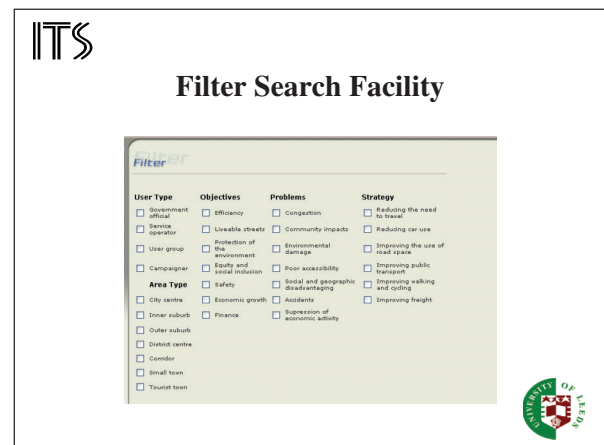 ITS
Filter Search Facility
Filter
User Type
Government
official
Service
operator
User group
Campaigner
Area Type
City centre
Inner suburb
Outer suburb
District centre
Corridor
Small town
Tourist town
Objectives
Efficiency
Liveable streets
Protection of
the
environment
Equity and
social inclusion
Safety
Economic growth
Finance
Problems
Congestion
Community impacts
Environmental
damage
Poor accessibility
Social and geographic
disadvantaging
Accidents
Supression of
economic activity
Strategy
Reducing the need
to travel
Reducing car use
Improving the use of
road space
Improving public
transport
Improving walking
and cycling
Improving freight
UNIVERSITY OF LEEDS